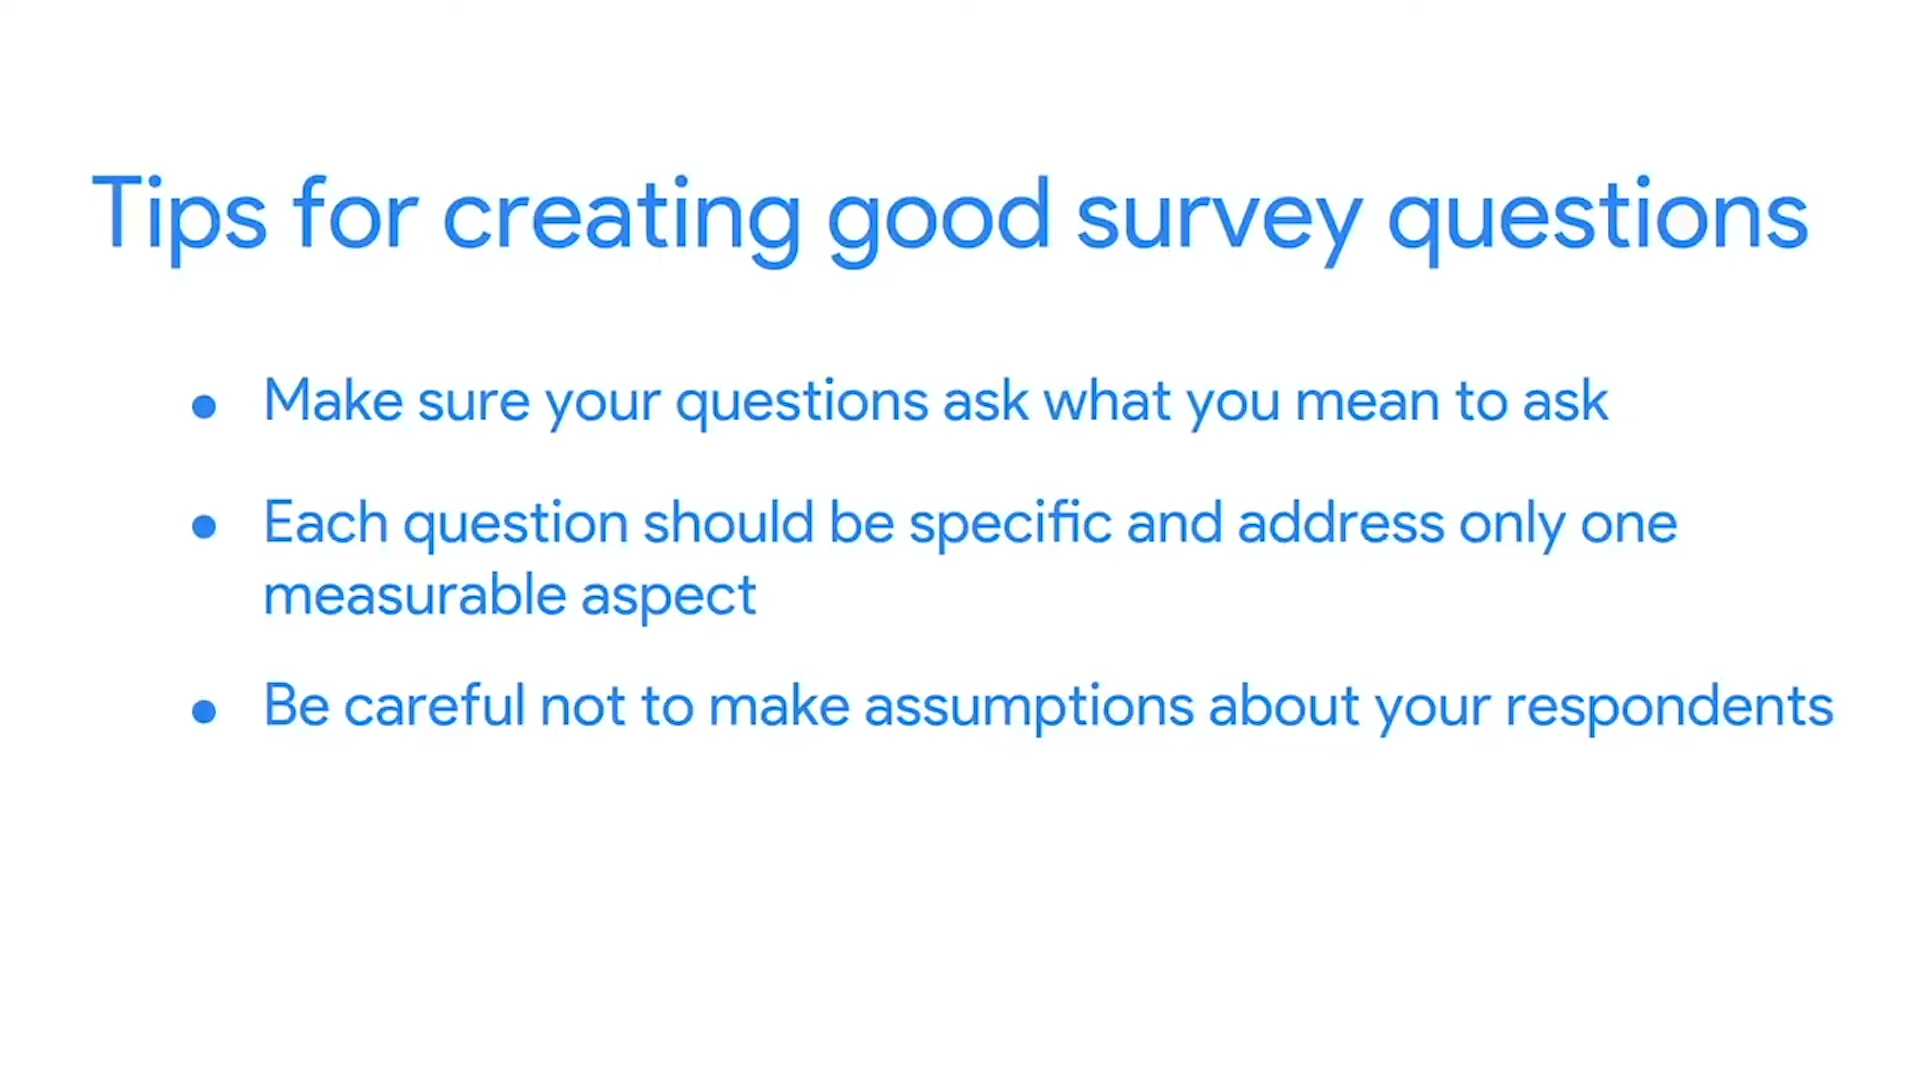 Tips for creating good survey questions
● Make sure your questions ask what you mean to ask
● Each question should be specific and address only one
measurable aspect
● Be careful not to make assumptions about your respondents